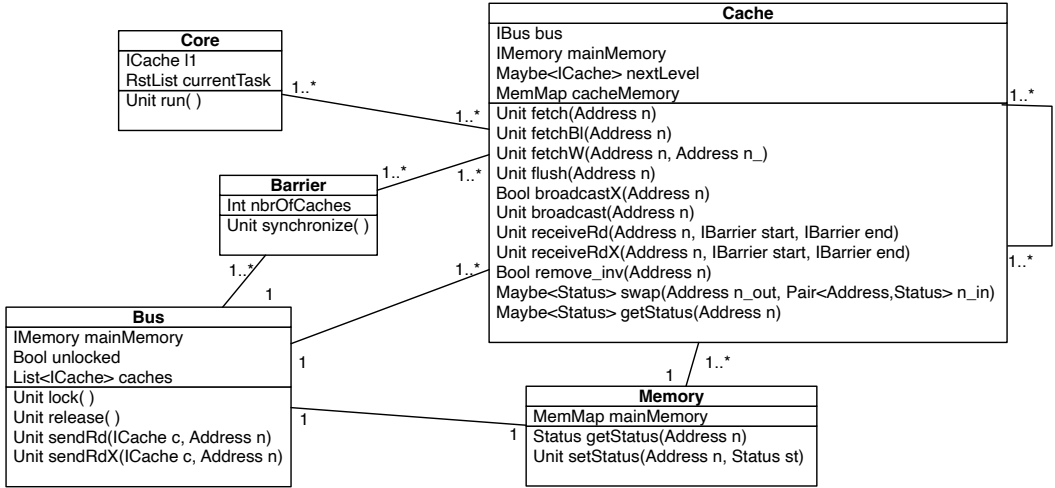 Core
ICache l1
RstList currentTask
Unit run( )
1..*
1..*
Cache
IBus bus
IMemory mainMemory
Maybe<ICache> nextLevel
MemMap cacheMemory
Unit fetch(Address n)
Unit fetchBl(Address n)
Unit fetchW(Address n, Address n_)
Unit flush(Address n)
Bool broadcastX(Address n)
Unit broadcast(Address n)
Unit receiveRd(Address n, IBarrier start, IBarrier end)
Unit receiveRdX(Address n, IBarrier start, IBarrier end)
Bool remove_inv(Address n)
Maybe<Status> swap(Address n_out, Pair<Address,Status> n_in)
Maybe<Status> getStatus(Address n)
1..*
1..*
Barrier
Int nbrOfCaches
Unit synchronize( )
1..*
1..*
1..*
1
1..*
1
Bus
IMemory mainMemory
Bool unlocked
List<ICache> caches
Unit lock( )
Unit release( )
Unit sendRd(ICache c, Address n)
Unit sendRdX(ICache c, Address n)
1
1
1..*
1
Memory
MemMap mainMemory
Status getStatus(Address n)
Unit setStatus(Address n, Status st)